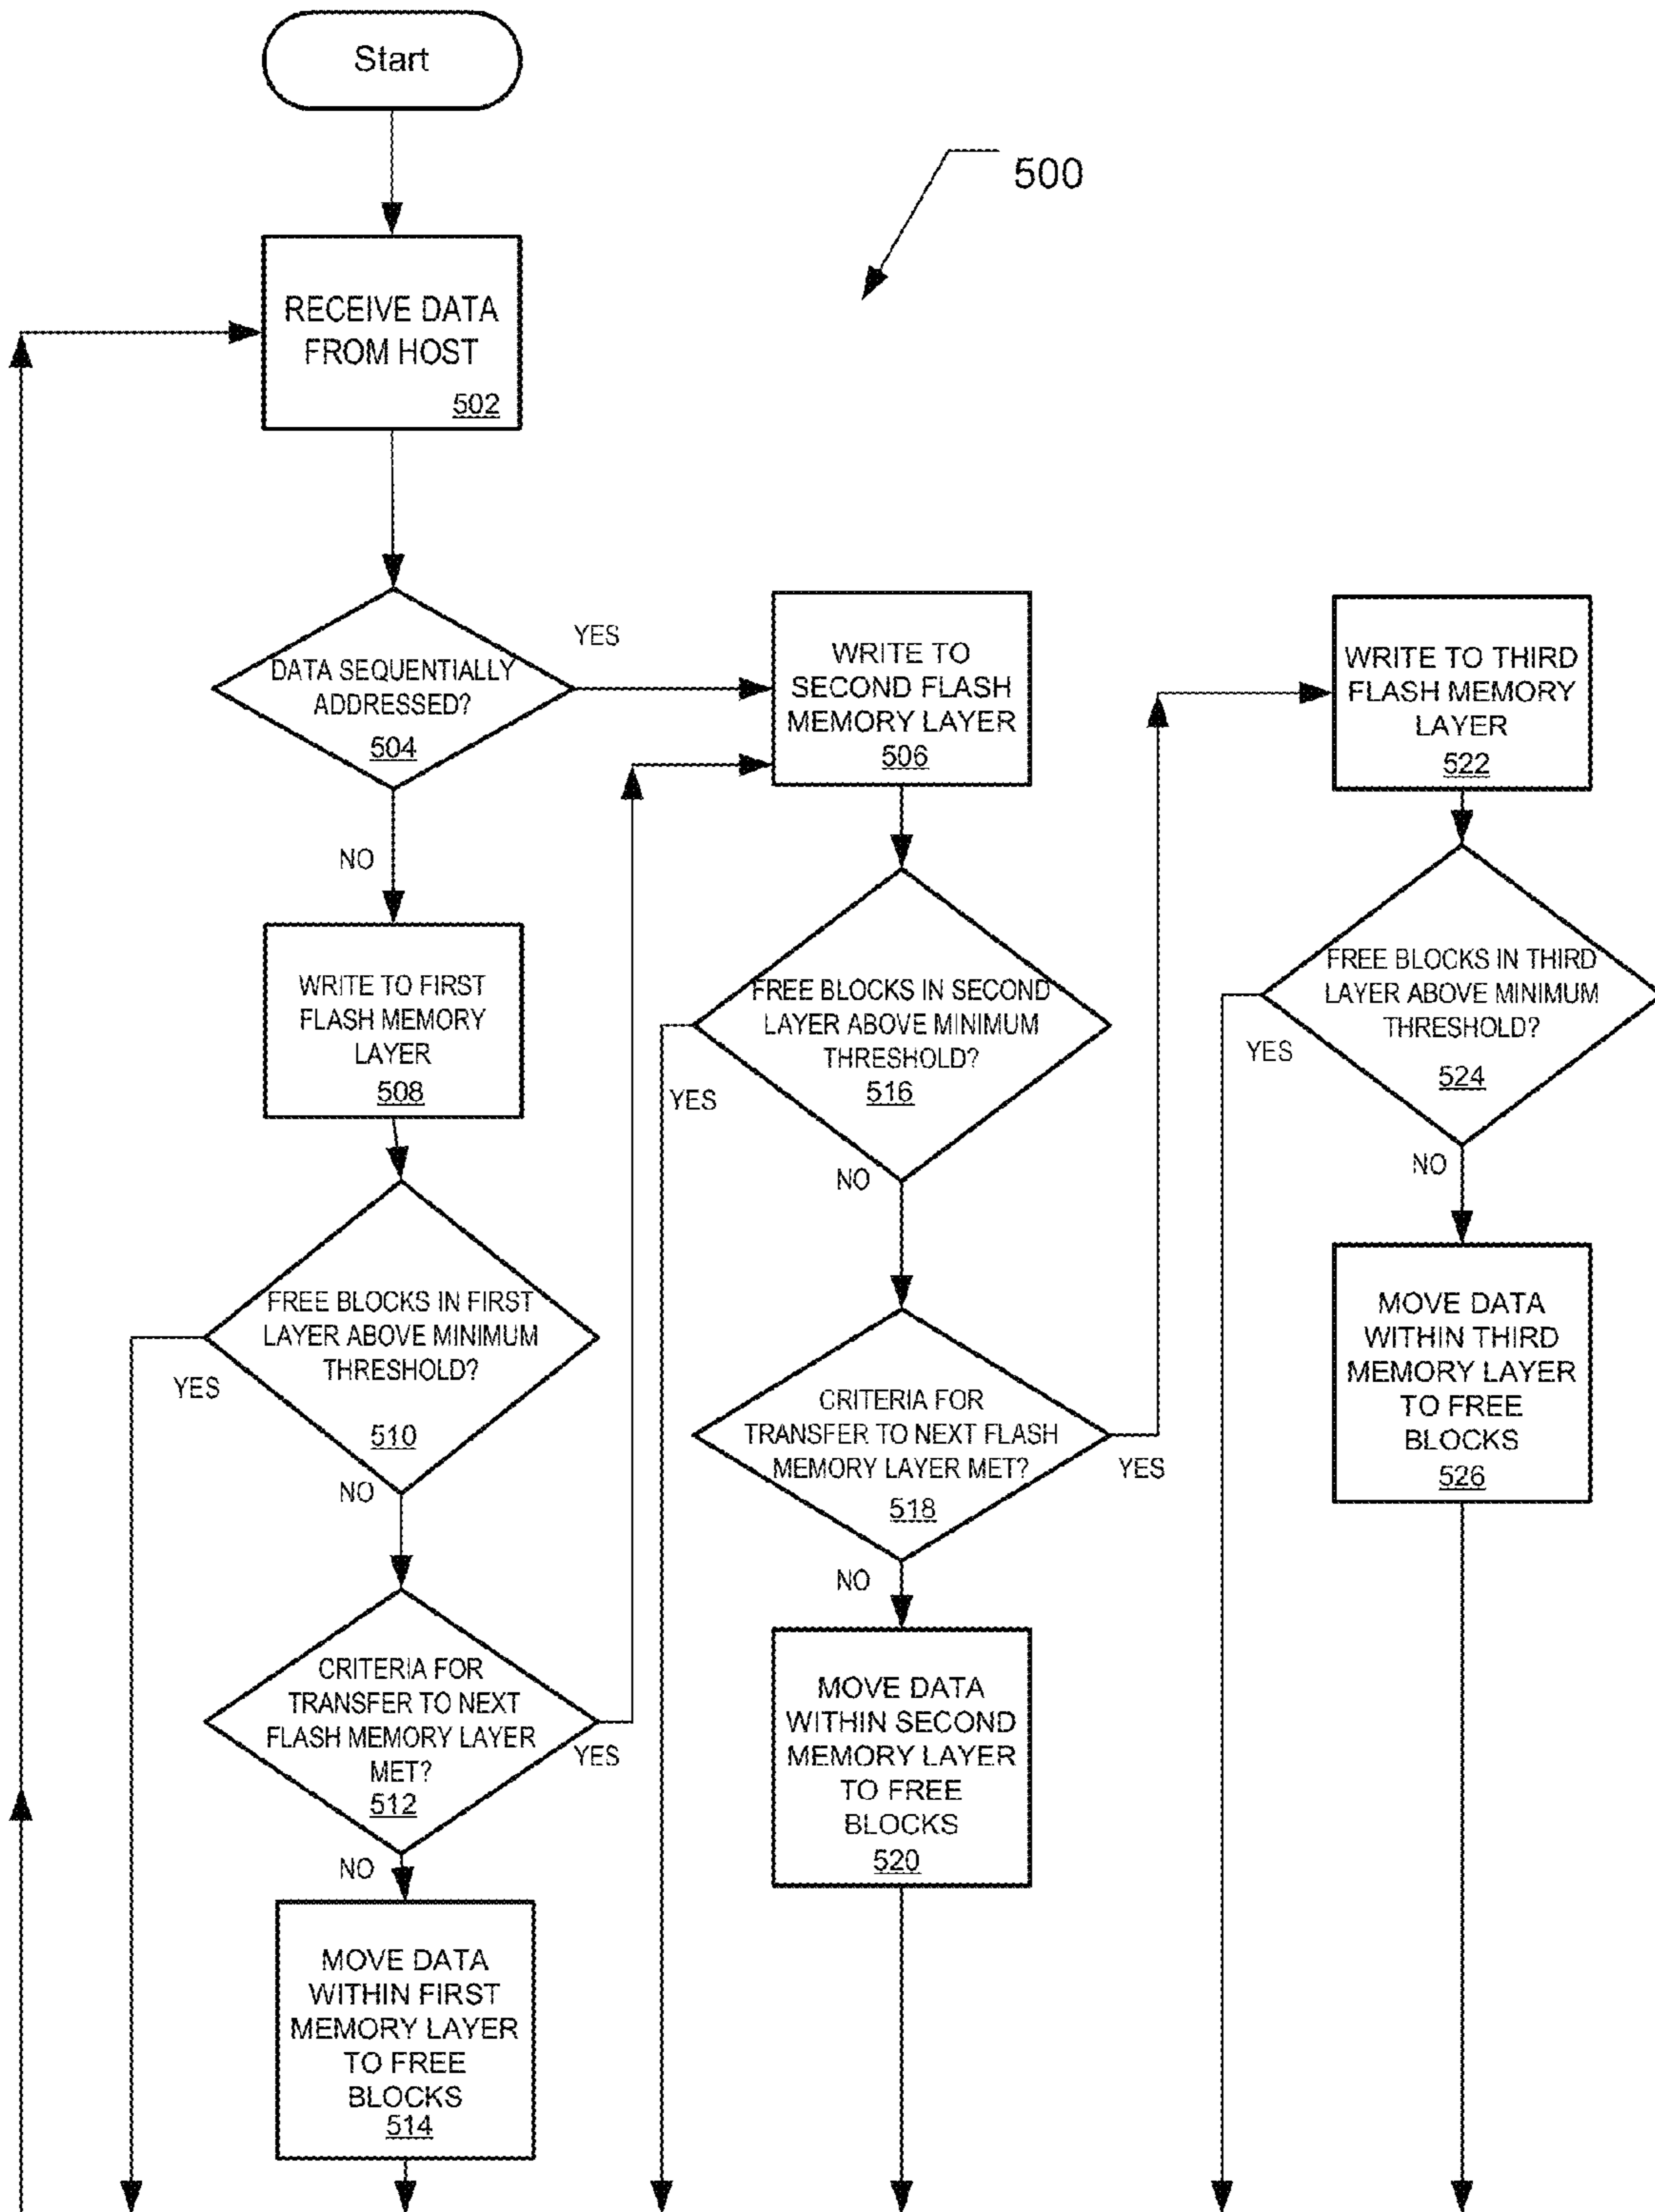 Start
500
RECEIVE DATA
FROM HOST
502
DATA SEQUENTIALLY
ADDRESSED?
504
YES
NO
WRITE TO FIRST
FLASH MEMORY
LAYER
508
FREE BLOCKS IN FIRST
LAYER ABOVE MINIMUM
THRESHOLD?
510
YES
NO
CRITERIA FOR
TRANSFER TO NEXT
FLASH MEMORY LAYER
MET?
512
YES
NO
MOVE DATA
WITHIN FIRST
MEMORY LAYER
TO FREE
BLOCKS
514
WRITE TO
SECOND FLASH
MEMORY LAYER
506
FREE BLOCKS IN SECOND
LAYER ABOVE MINIMUM
THRESHOLD?
516
YES
NO
CRITERIA FOR
TRANSFER TO NEXT FLASH
MEMORY LAYER MET?
518
YES
NO
MOVE DATA
WITHIN SECOND
MEMORY LAYER
TO FREE
BLOCKS
520
WRITE TO THIRD
FLASH MEMORY
LAYER
522
FREE BLOCKS IN THIRD
LAYER ABOVE MINIMUM
THRESHOLD?
524
YES
NO
MOVE DATA
WITHIN THIRD
MEMORY LAYER
TO FREE
BLOCKS
526